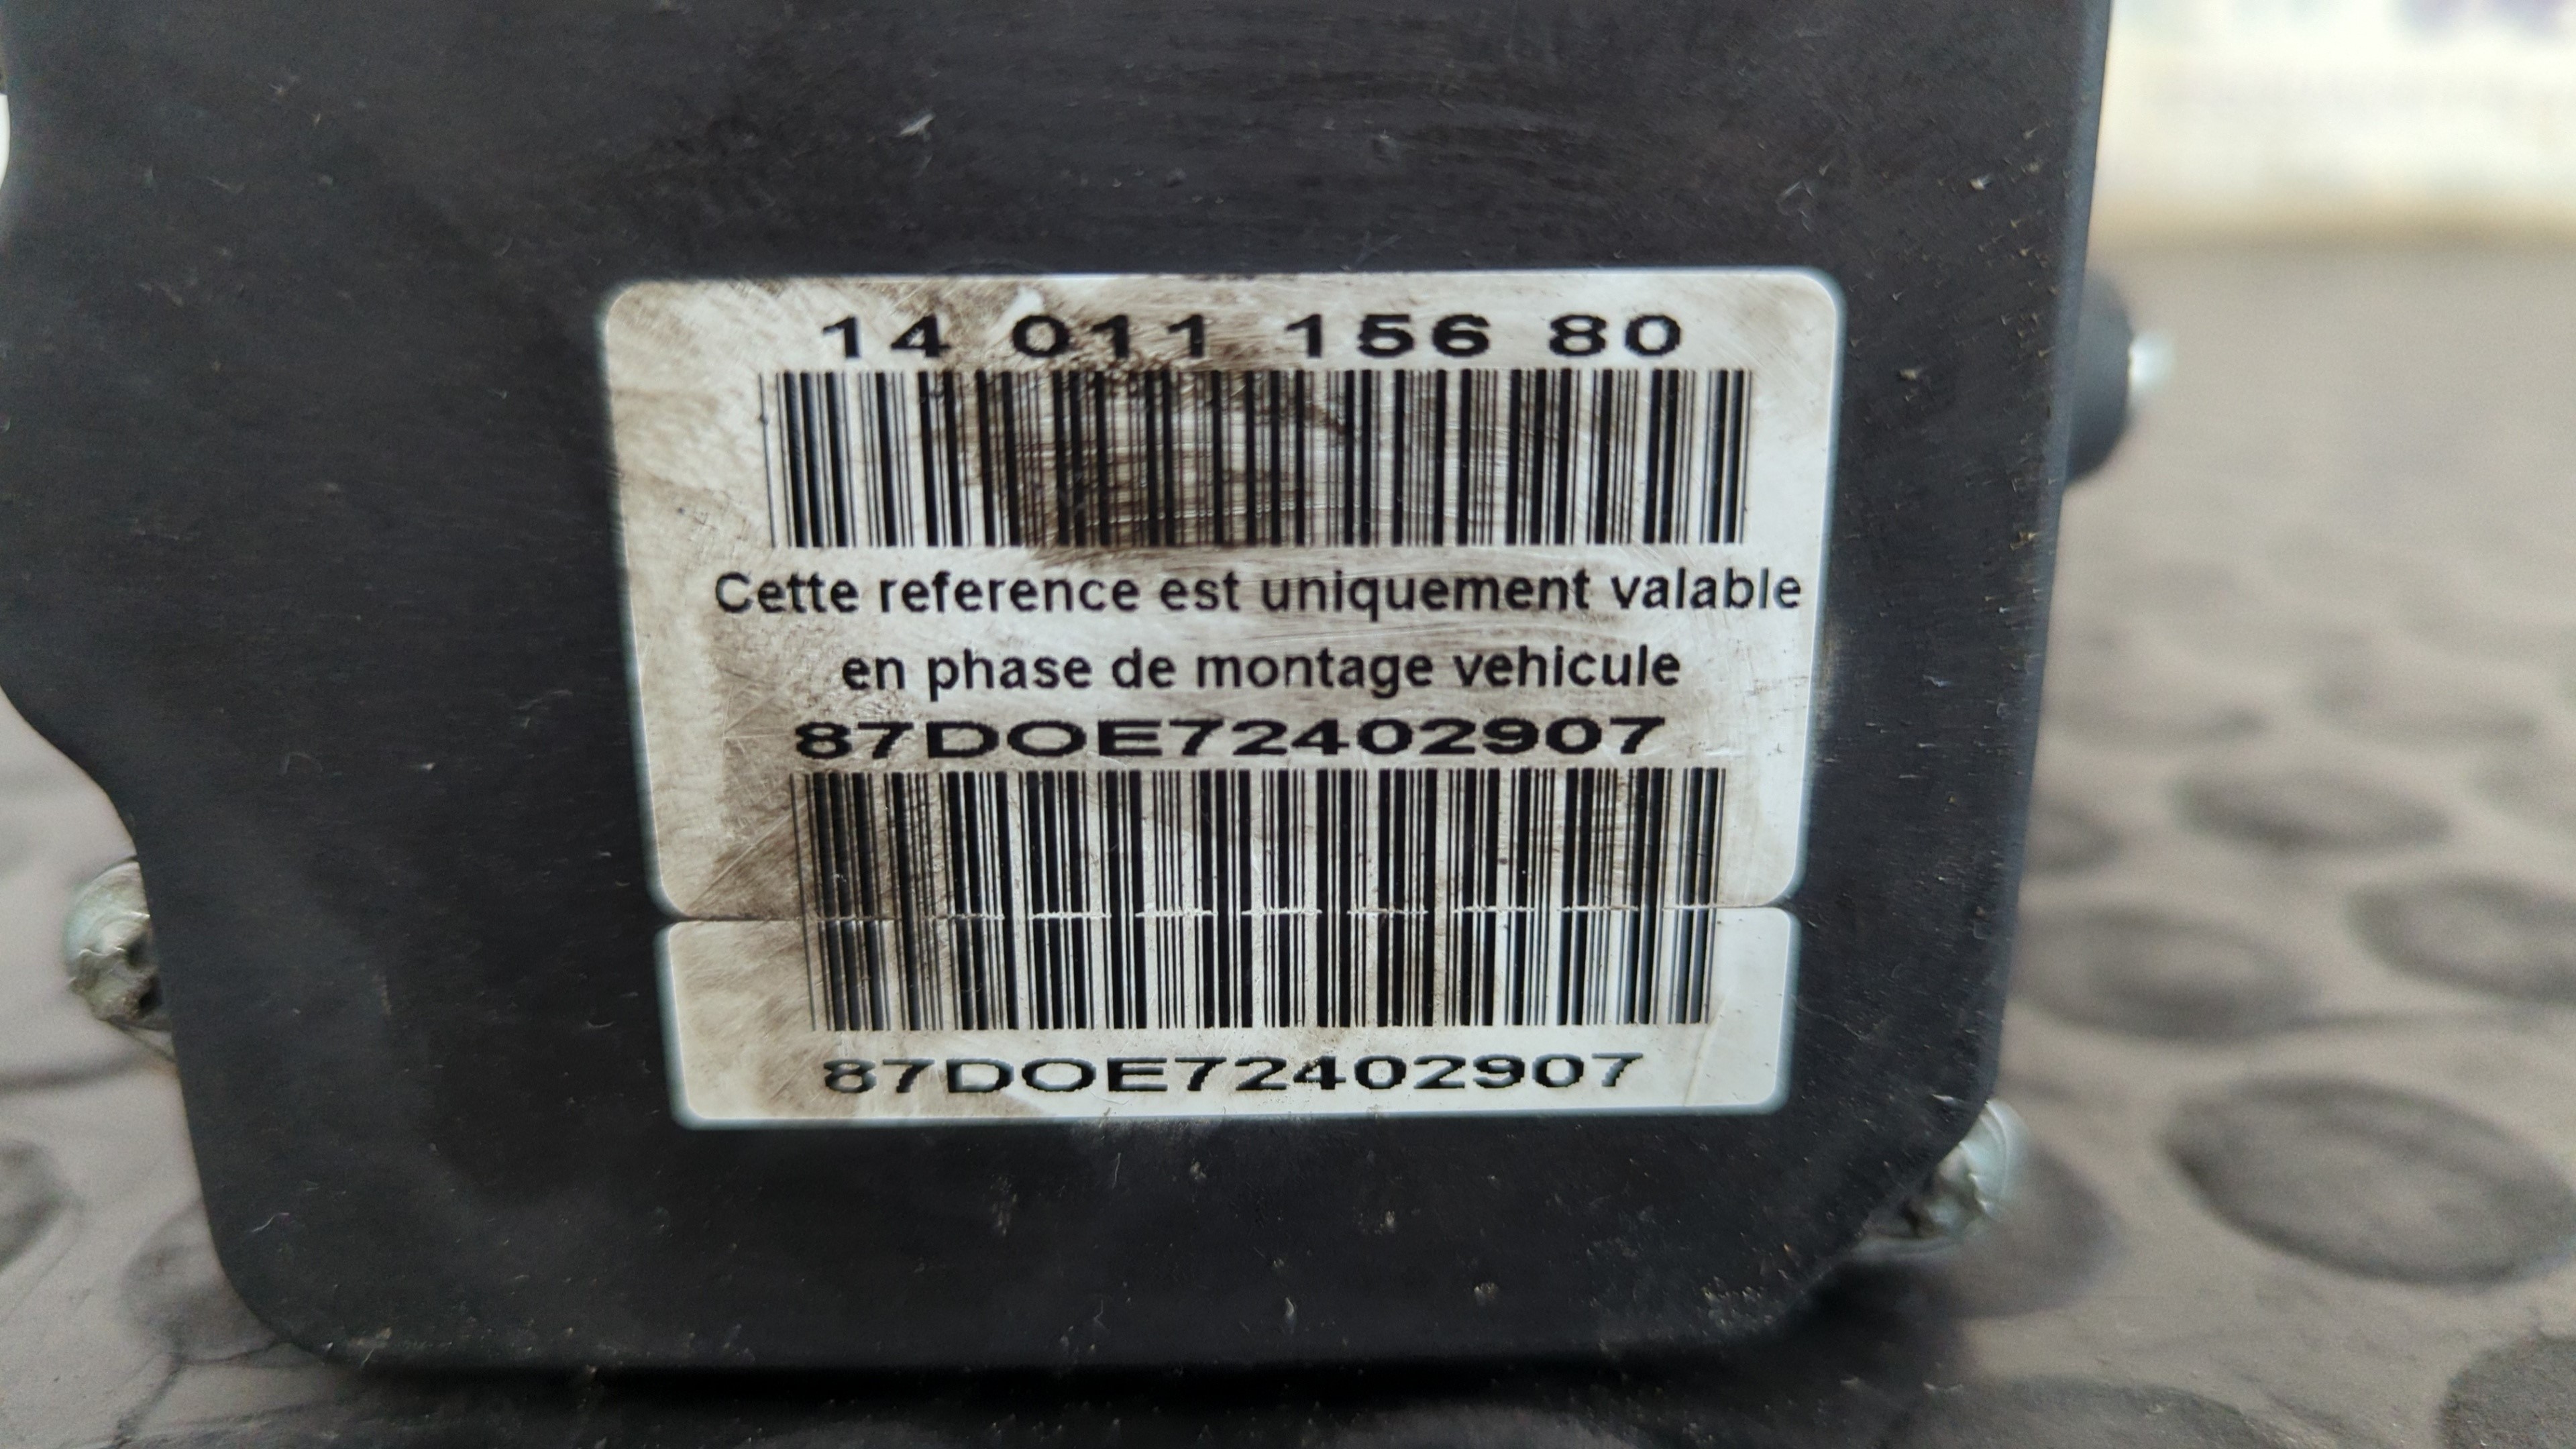 14 011 156 80
Cette reference est uniquement valable
en phase de montage vehicule
87DOE72402907
87DOE72402907